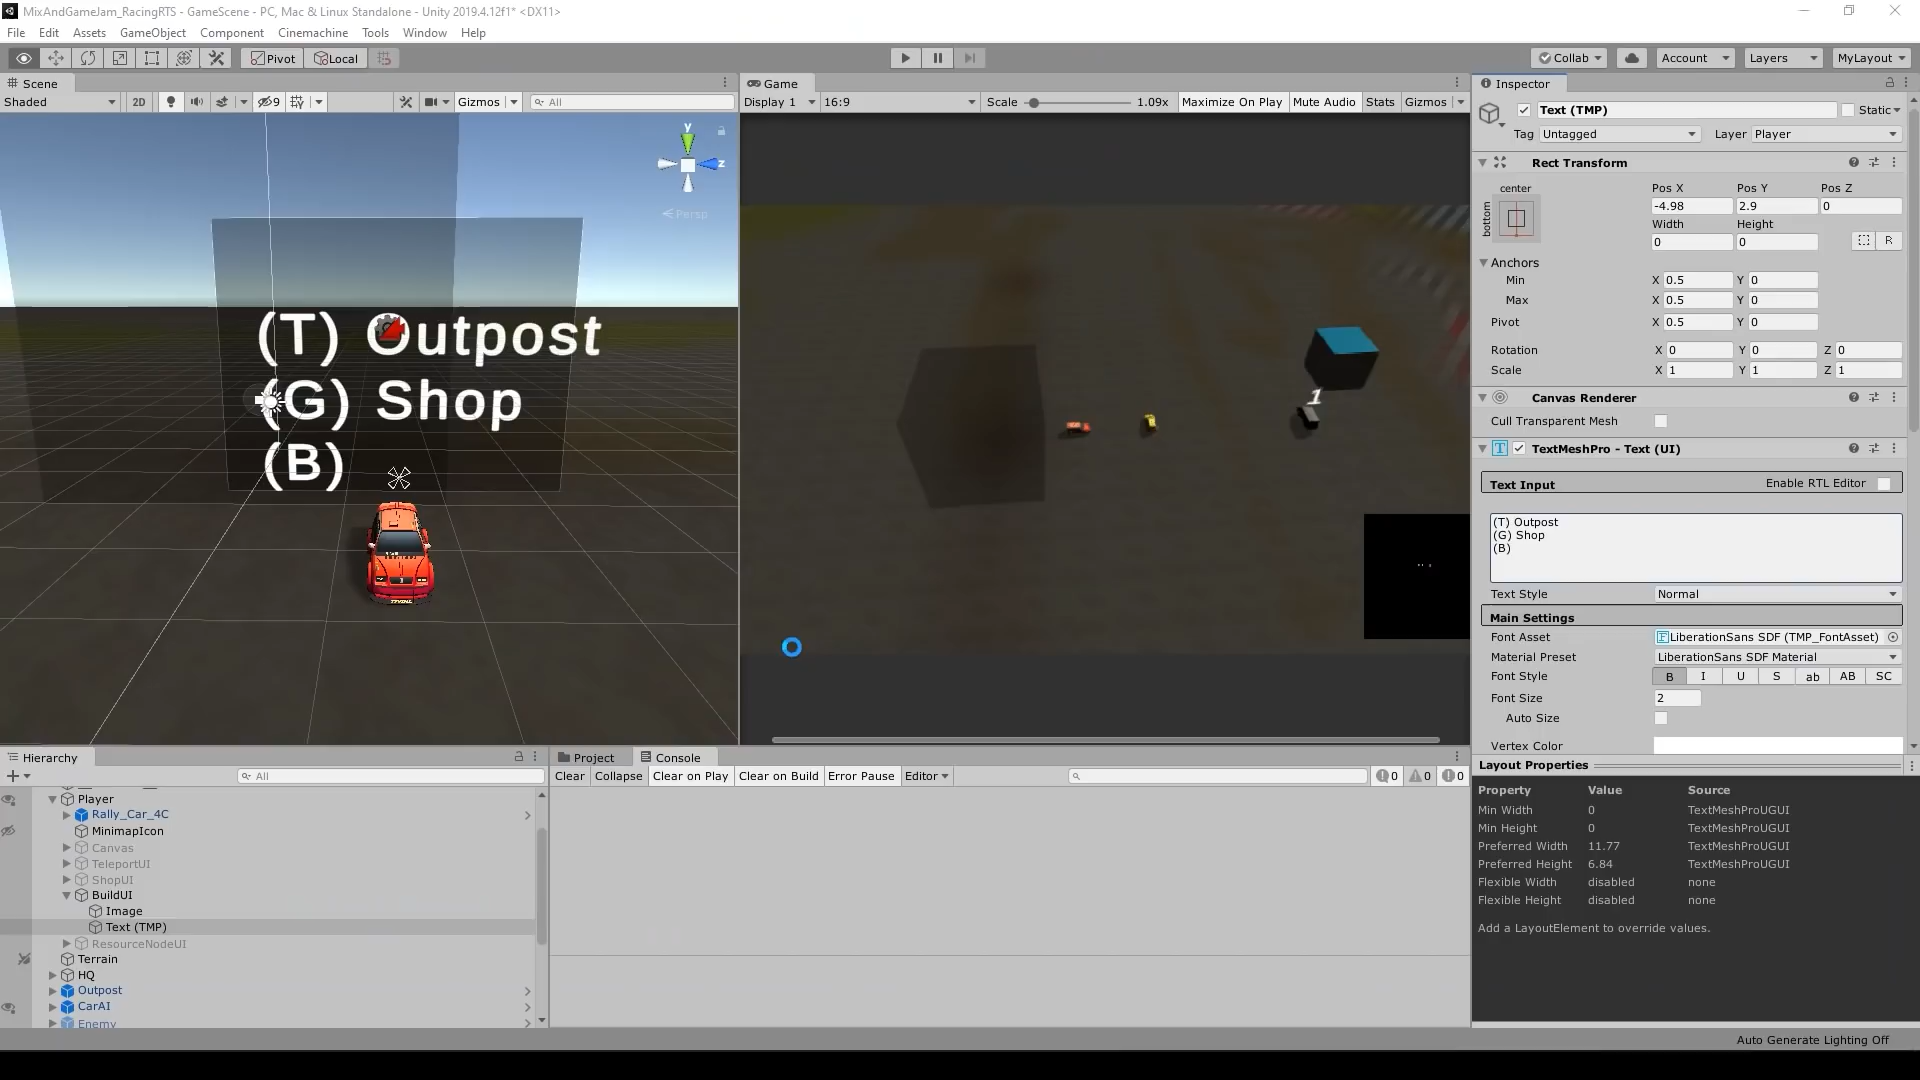 MixAndGameJam_RacingRTS - GameScene - PC, Mac & Linux Standalone - Unity 2019.4.12f1* <DX11>
File Edit Assets GameObject Component Cinemachine Tools Window Help
Pivot Local Collab Account Layers MyLayout
Scene
Shaded 2D 9 Gizmos All
y
z
Persp
(T) Outpost
(G) Shop
(B)
Game
Display 1 16:9 Scale 1.09x Maximize On Play Mute Audio Stats Gizmos
1
Inspector
Text (TMP) Static
Tag Untagged Layer Player
Rect Transform
center
bottom
Pos X Pos Y Pos Z
-4.98 2.9 0
Width Height
0 0 R
Anchors
Min X 0.5 Y 0
Max X 0.5 Y 0
Pivot X 0.5 Y 0
Rotation X 0 Y 0 Z 0
Scale X 1 Y 1 Z 1
Canvas Renderer
Cull Transparent Mesh
TextMeshPro - Text (UI)
Text Input Enable RTL Editor
(T) Outpost
(G) Shop
(B)
Text Style Normal
Main Settings
Font Asset LiberationSans SDF (TMP_FontAsset)
Material Preset LiberationSans SDF Material
Font Style B I U S ab AB SC
Font Size 2
Auto Size
Vertex Color
Layout Properties
Property Value Source
Min Width 0 TextMeshProUGUI
Min Height 0 TextMeshProUGUI
Preferred Width 11.77 TextMeshProUGUI
Preferred Height 6.84 TextMeshProUGUI
Flexible Width disabled none
Flexible Height disabled none
Add a LayoutElement to override values.
Hierarchy
All
Player
Rally_Car_4C
MinimapIcon
Canvas
TeleportUI
ShopUI
BuildUI
Image
Text (TMP)
ResourceNodeUI
Terrain
HQ
Outpost
CarAI
Enemy
Project Console
Clear Collapse Clear on Play Clear on Build Error Pause Editor 0 0 0
Auto Generate Lighting Off